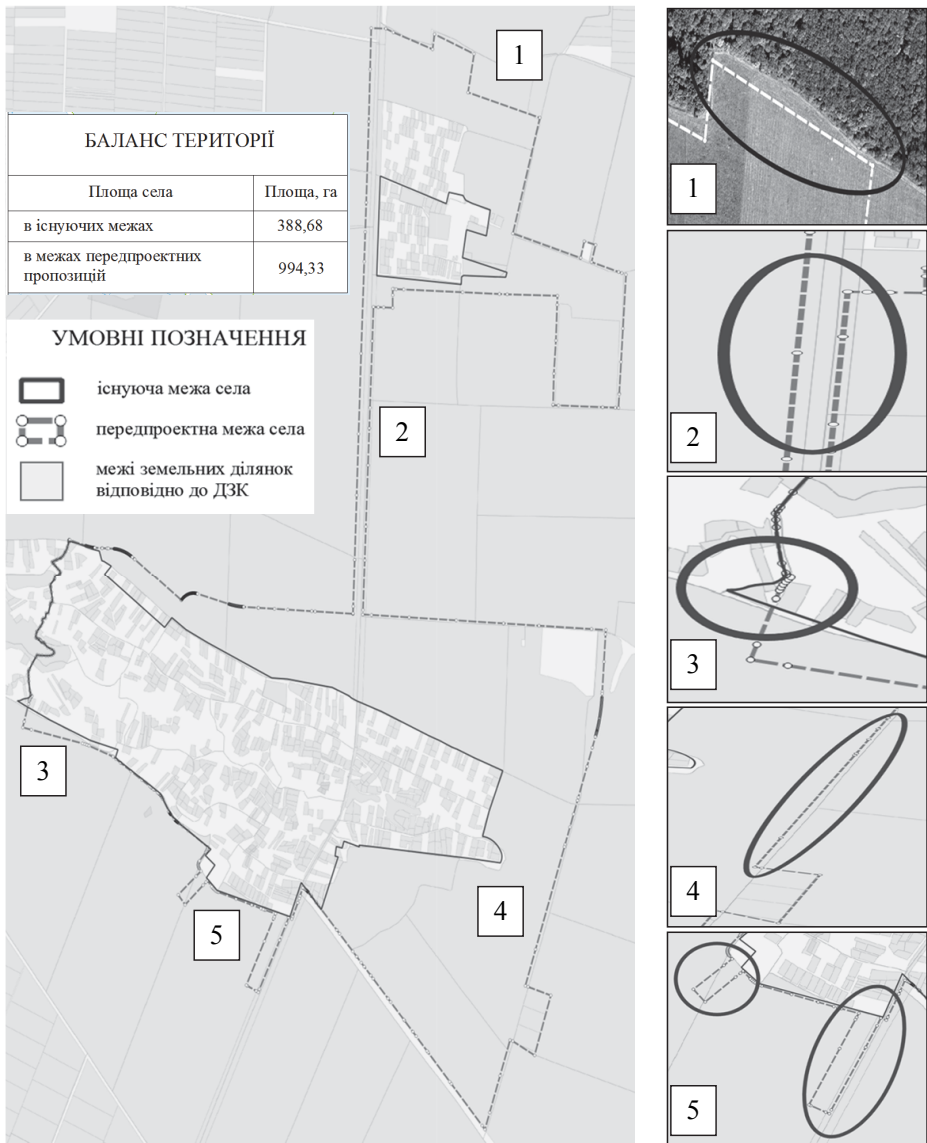 1
БАЛАНС ТЕРИТОРІЇ
Площа села
Площа, га
в існуючих межах
388,68
в межах передпроектних
пропозицій
994,33
УМОВНІ ПОЗНАЧЕННЯ
існуюча межа села
передпроектна межа села
межі земельних ділянок
відповідно до ДЗК
2
3
4
5
1
2
3
4
5